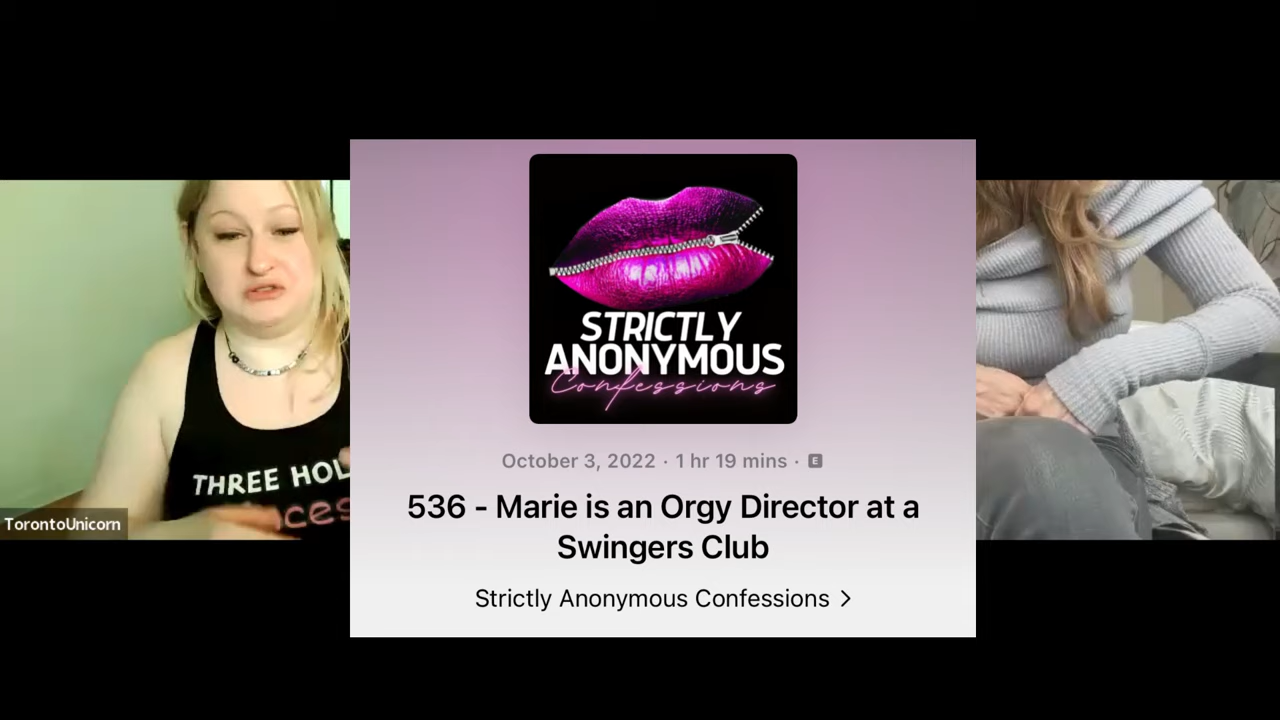 STRICTLY
ANONYMOUS
Confessions
October 3, 2022 · 1 hr 19 mins · E
536 - Marie is an Orgy Director at a
Swingers Club
Strictly Anonymous Confessions >
THREE HOL
TorontoUnicorn